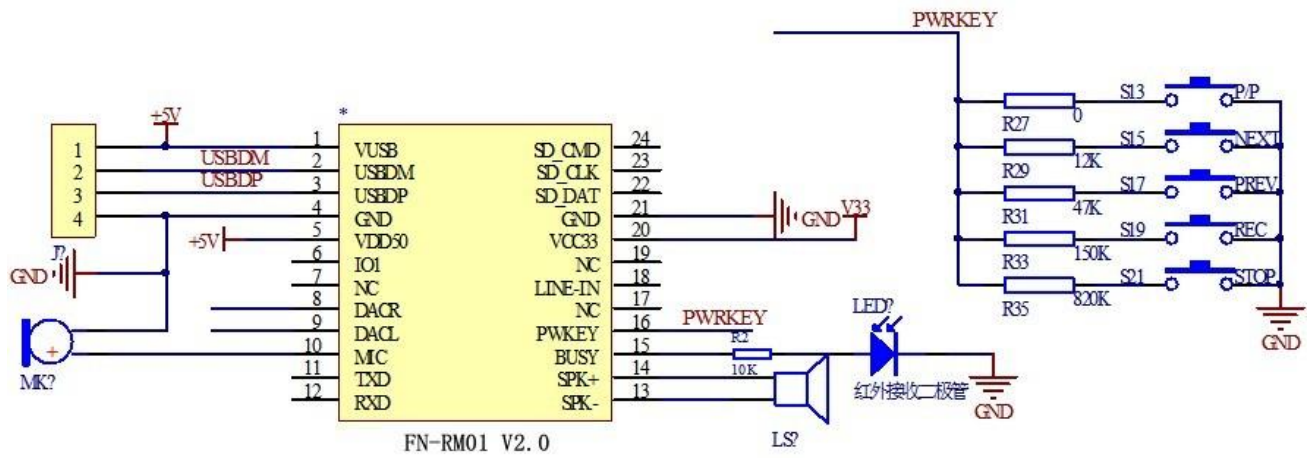 PWRKEY
R27
0
S13
P/P
R29
12K
S15
NEXT
R31
47K
S17
PREV
R33
150K
S19
REC
R35
820K
S21
STOP
GND
*
+5V
1
2
3
4
J?
USBDM
USBDP
+5V
GND
MK?
+
1 VUSB SD_CMD 24
2 USBDM SD_CLK 23
3 USBDP SD_DAT 22
4 GND GND 21
5 VDD50 VCC33 20
6 IO1 NC 19
7 NC LINE-IN 18
8 DACR NC 17
9 DACL PWKEY 16
10 MIC BUSY 15
11 TXD SPK+ 14
12 RXD SPK- 13
FN-RM01 V2.0
GND
V33
PWRKEY
R2
10K
LED?
红外接收二极管
GND
LS?